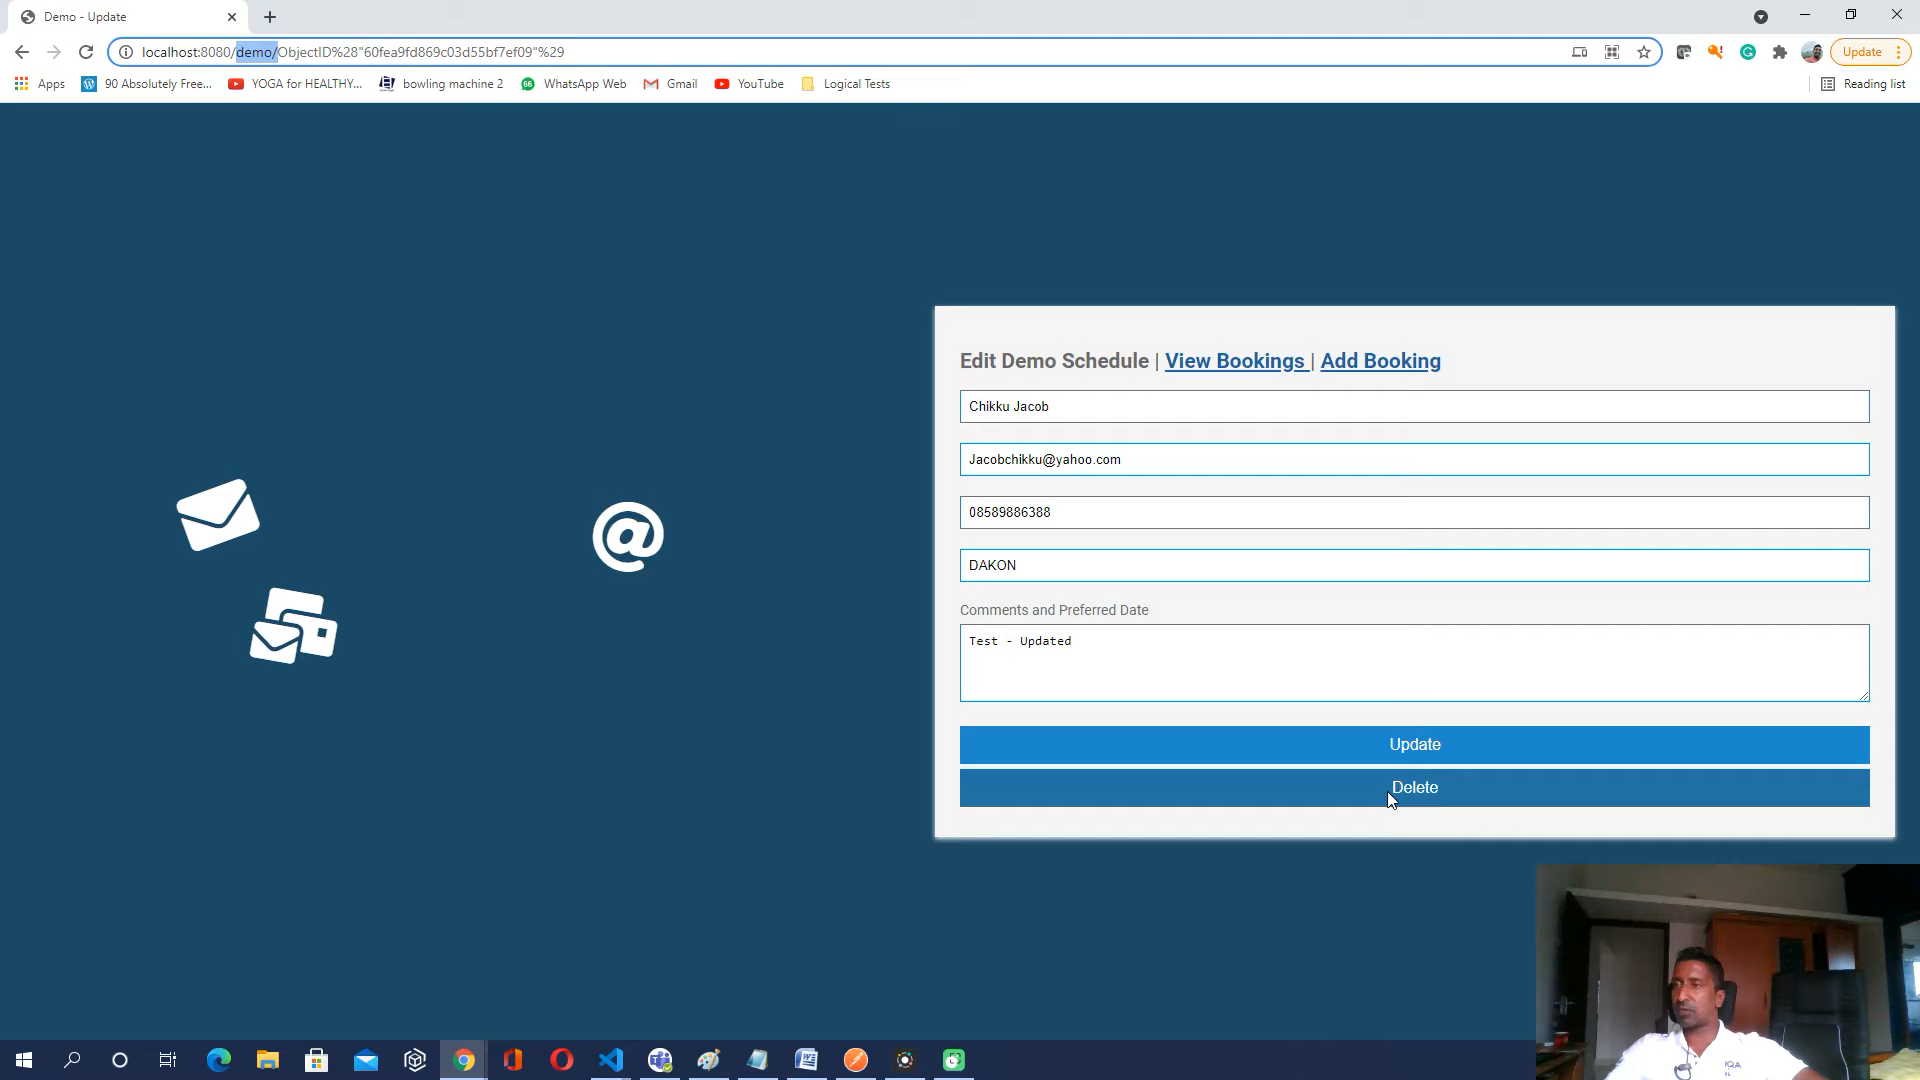 Demo - Update
localhost:8080/demo/ObjectID%28"60fea9fd869c03d55bf7ef09"%29
Update
Apps
90 Absolutely Free...
YOGA for HEALTHY...
bowling machine 2
WhatsApp Web
Gmail
YouTube
Logical Tests
Reading list
Edit Demo Schedule | View Bookings | Add Booking
Chikku Jacob
Jacobchikku@yahoo.com
08589886388
DAKON
Comments and Preferred Date
Test - Updated
Update
Delete